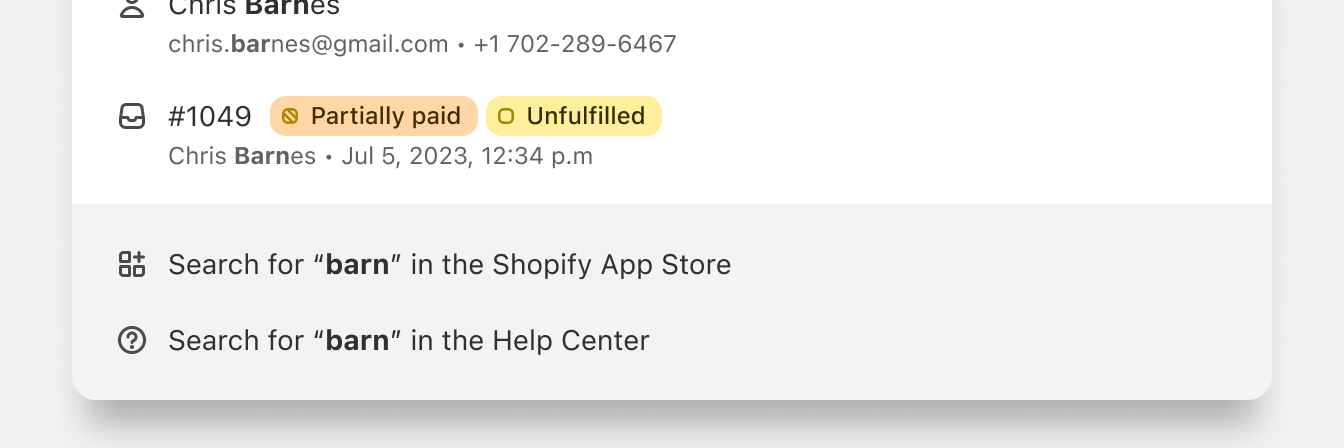 Chris Barnes
chris.barnes@gmail.com • +1 702-289-6467
#1049 Partially paid Unfulfilled
Chris Barnes • Jul 5, 2023, 12:34 p.m
Search for “barn” in the Shopify App Store
Search for “barn” in the Help Center